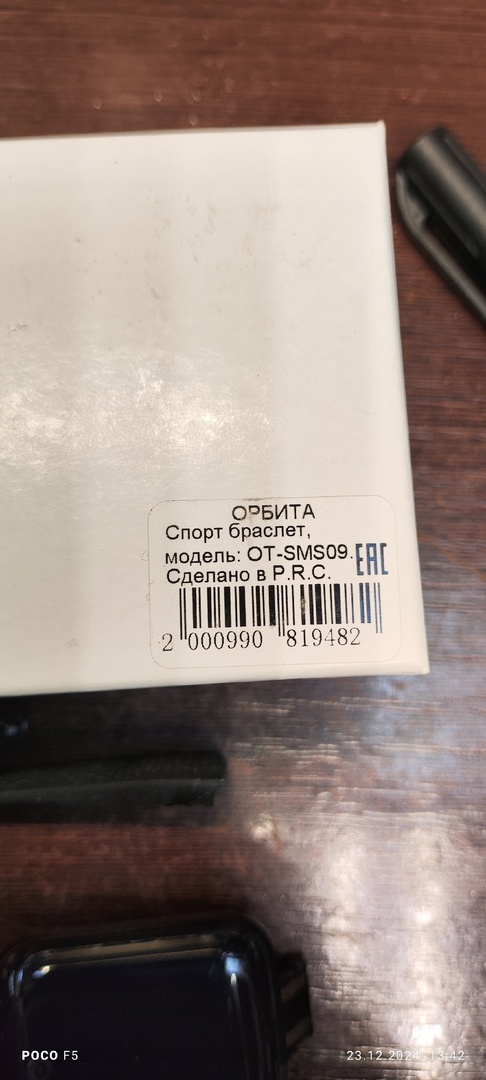 ОРБИТА
Спорт браслет,
модель: OT-SMS09.
EAC
Сделано в P.R.C.
2 000990 819482
POCO F5
23.12.2024 13:42